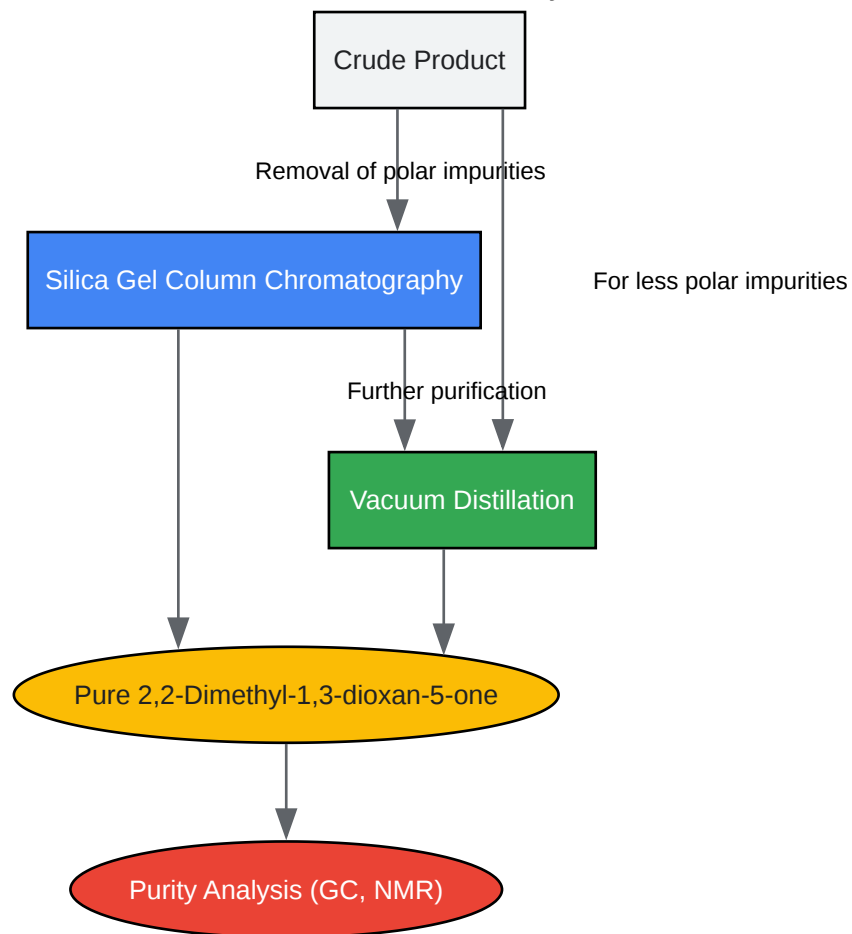 Crude Product
Removal of polar impurities
Silica Gel Column Chromatography
For less polar impurities
Further purification
Vacuum Distillation
Pure 2,2-Dimethyl-1,3-dioxan-5-one
Purity Analysis (GC, NMR)